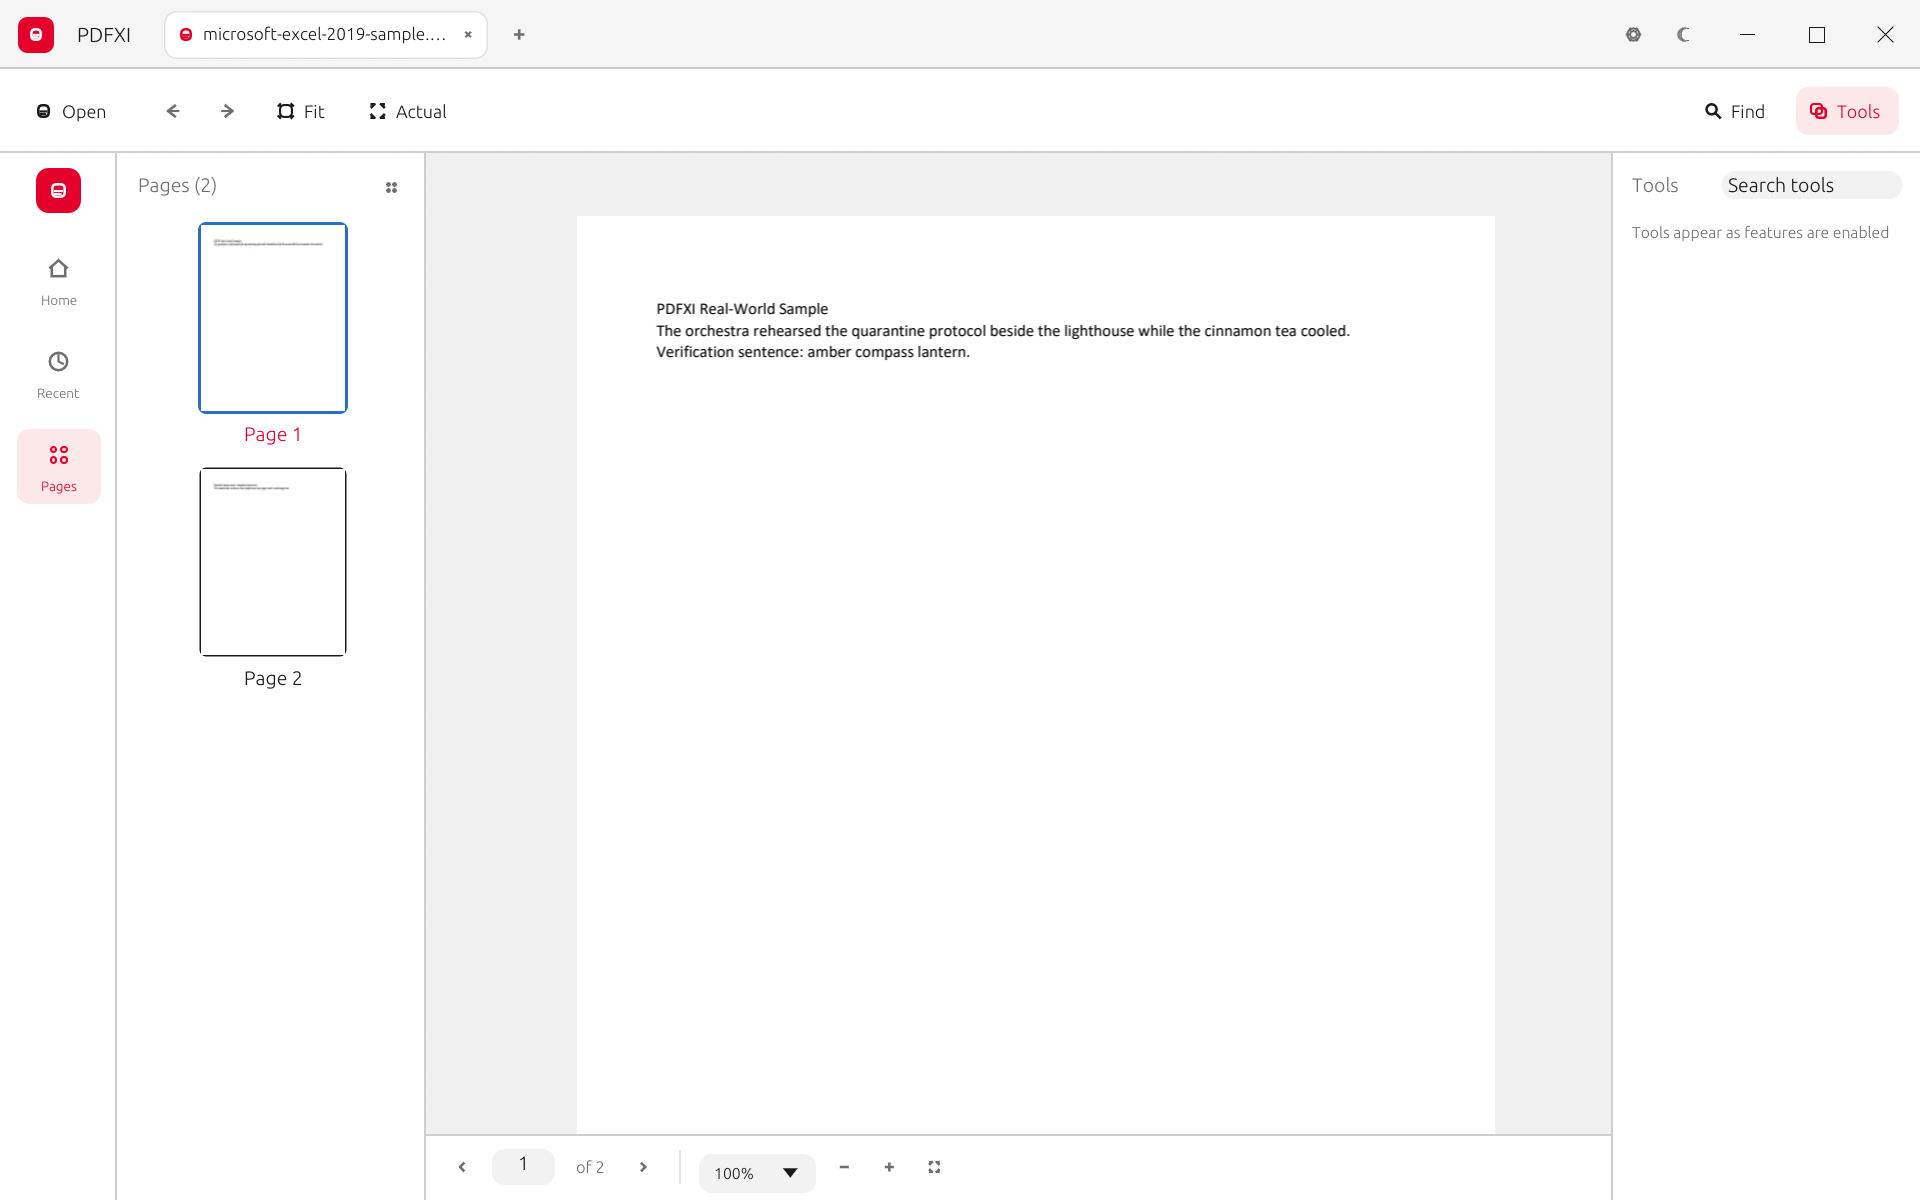 PDFXI
microsoft-excel-2019-sample....
Open
Fit
Actual
Find
Tools
Home
Recent
Pages
Pages (2)
Page 1
Page 2
PDFXI Real-World Sample
The orchestra rehearsed the quarantine protocol beside the lighthouse while the cinnamon tea cooled.
Verification sentence: amber compass lantern.
Tools
Search tools
Tools appear as features are enabled
1
of 2
100%